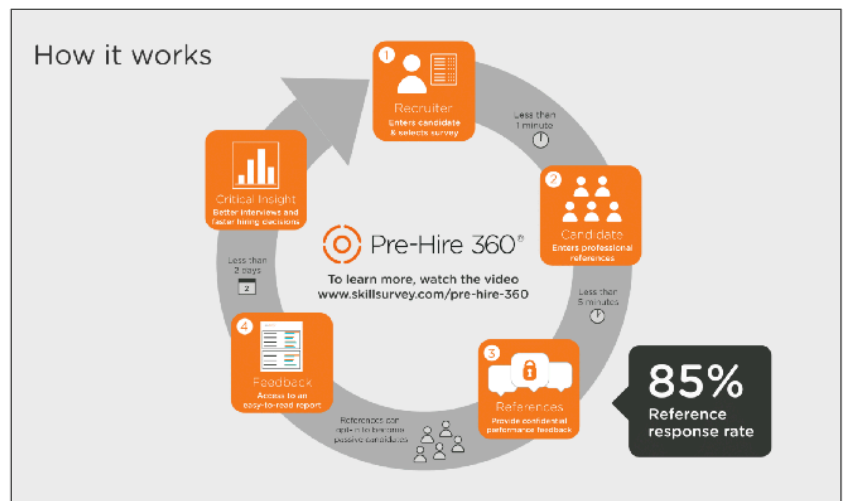 How it works
1
Recruiter
Enters candidate
& selects survey
Less than
1 minute
2
Candidate
Enters professional
references
Less than
5 minutes
3
References
Provide confidential
performance feedback
85%
Reference
response rate
References can
opt-in to become
passive candidates
4
Feedback
Access to an
easy-to-read report
Less than
2 days
2
Critical Insight
Better interviews and
faster hiring decisions
Pre-Hire 360®
To learn more, watch the video
www.skillsurvey.com/pre-hire-360